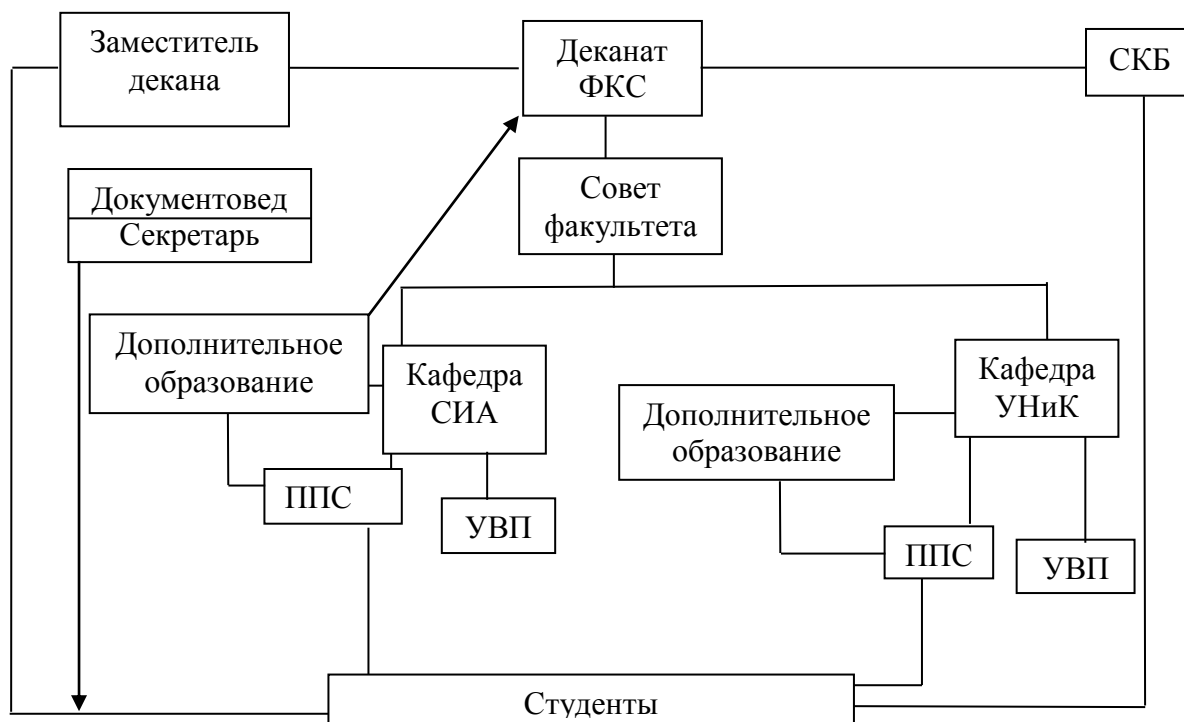 Заместитель
декана
Деканат
ФКС
СКБ
Документовед
Секретарь
Совет
факультета
Дополнительное
образование
Кафедра
СИА
Кафедра
УНиК
Дополнительное
образование
ППС
УВП
ППС
УВП
Студенты